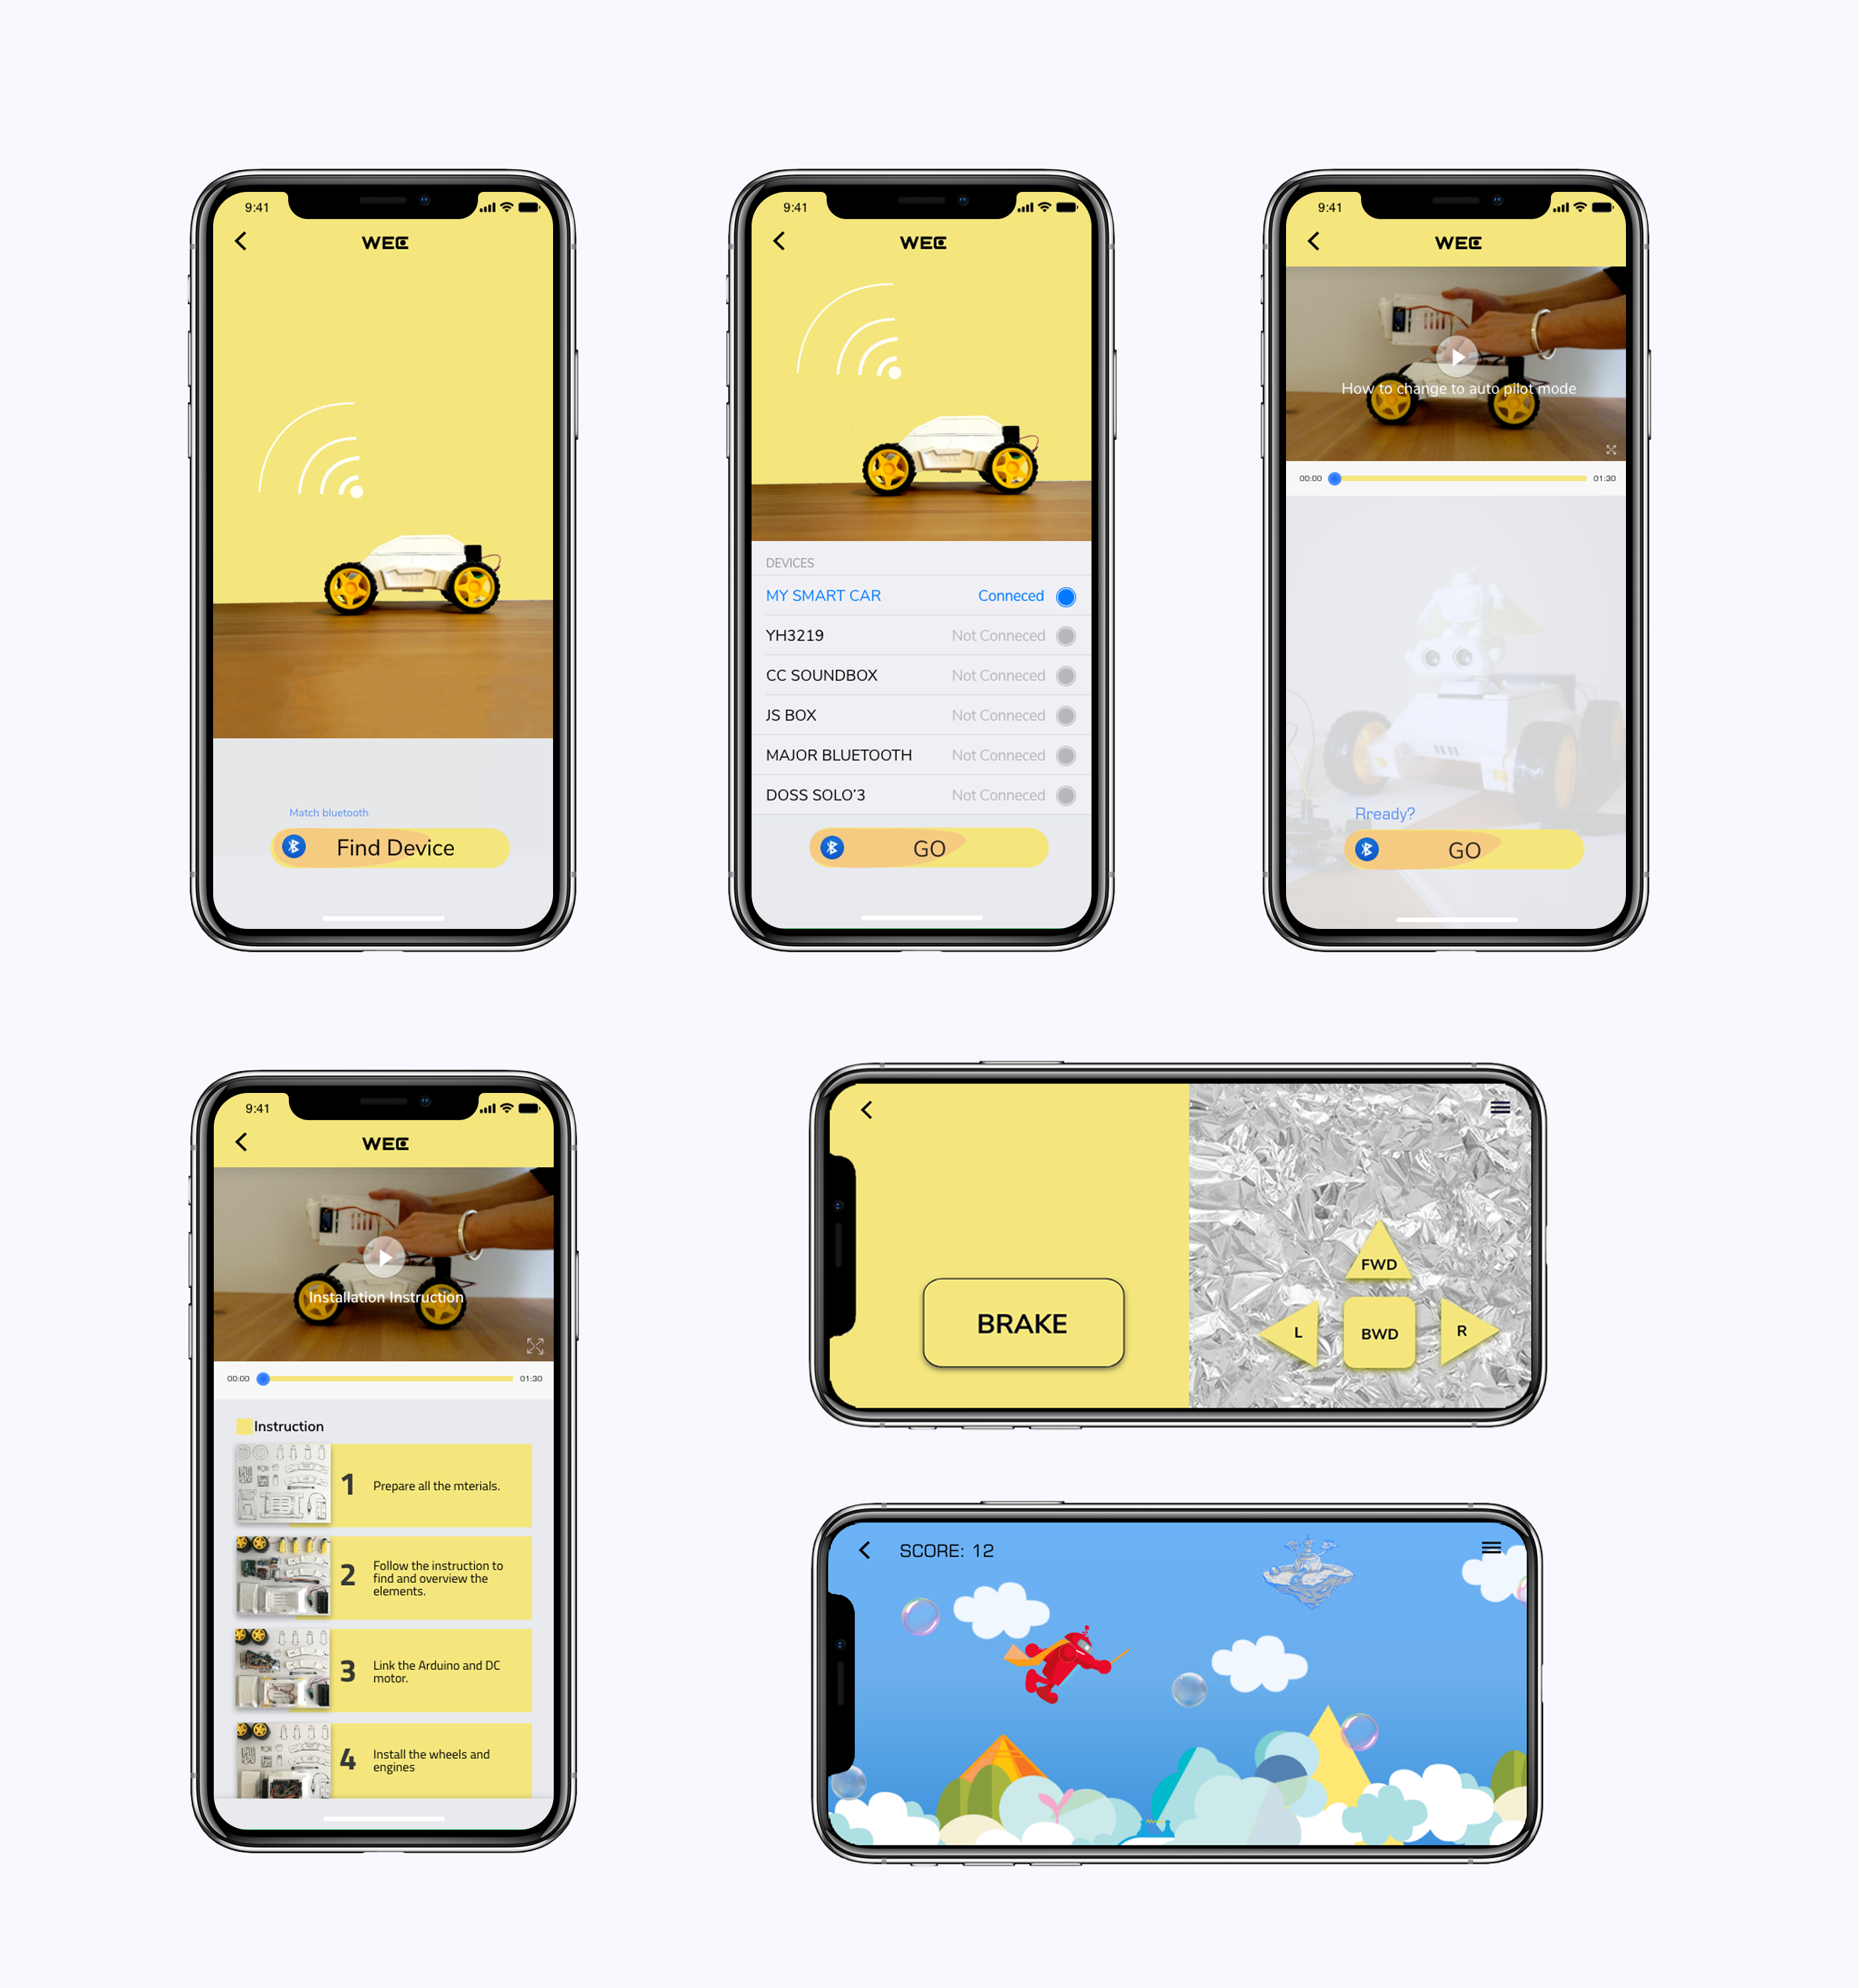 9:41
WEC
Match bluetooth
Find Device
9:41
WEC
DEVICES
MY SMART CAR Conneced
YH3219 Not Conneced
CC SOUNDBOX Not Conneced
JS BOX Not Conneced
MAJOR BLUETOOTH Not Conneced
DOSS SOLO’3 Not Conneced
GO
9:41
WEC
How to change to auto pilot mode
00:00 01:30
Rready?
GO
9:41
WEC
Installation Instruction
00:00 01:30
Instruction
1 Prepare all the mterials.
2 Follow the instruction to
find and overview the
elements.
3 Link the Arduino and DC
motor.
4 Install the wheels and
engines
BRAKE
FWD
L BWD R
SCORE: 12